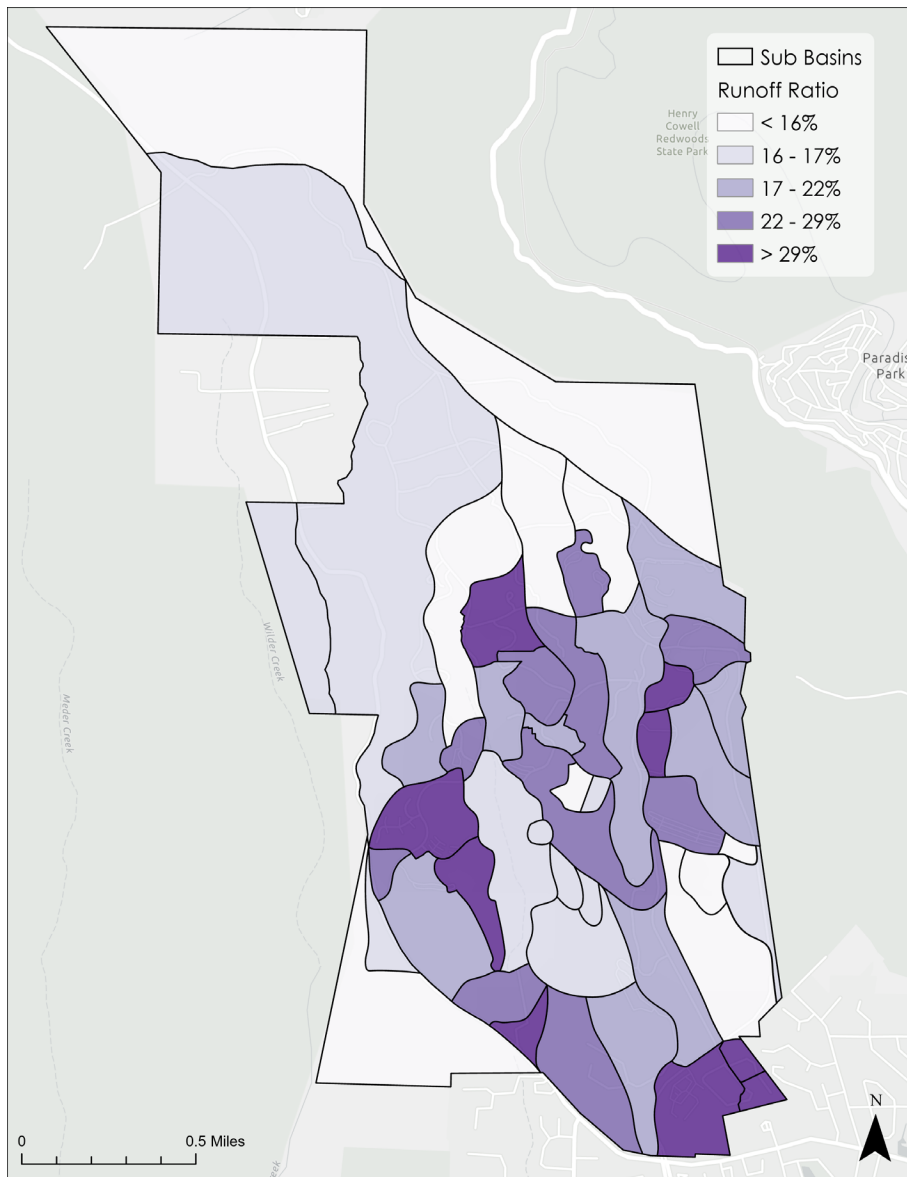 Sub Basins
Runoff Ratio
< 16%
16 - 17%
17 - 22%
22 - 29%
> 29%
Henry
Cowell
Redwoods
State Park
Paradis
Park
Wilder Creek
Meder Creek
eek
0 0.5 Miles
N